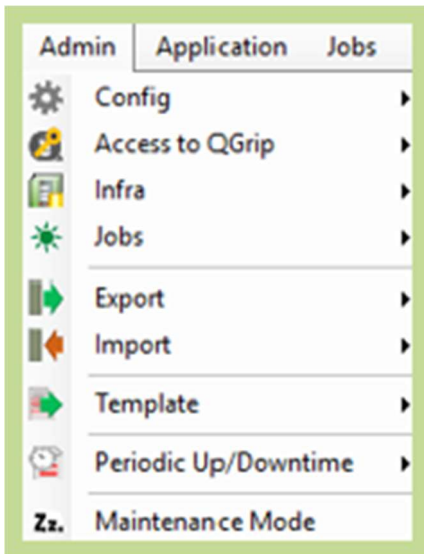 Admin Application Jobs
Config
Access to QGrip
Infra
Jobs
Export
Import
Template
Periodic Up/Downtime
Zz. Maintenance Mode